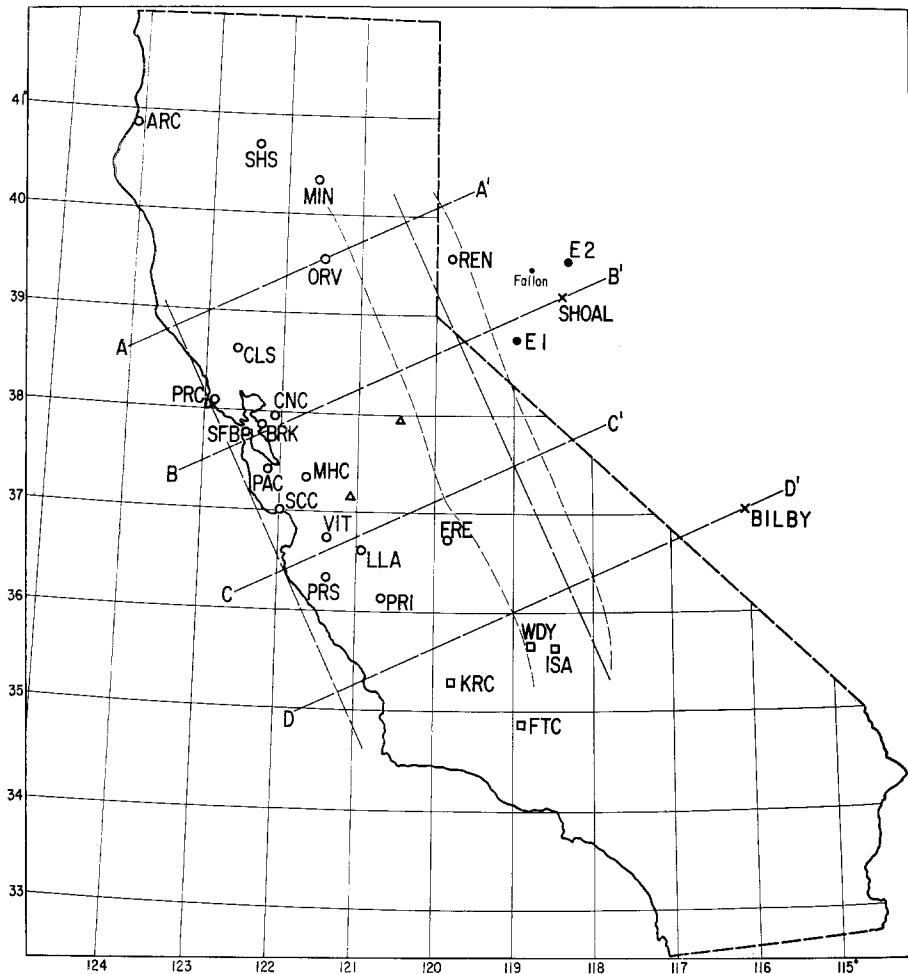 41°
ARC
SHS
MIN
40
A'
ORV
REN
E2
Fallon
B'
39
SHOAL
E1
A
CLS
38
PRC
CNC
SFB
BRK
C'
B
PAC
MHC
37
SCC
D'
VIT
FRE
BILBY
LLA
C
PRS
PRI
36
WDY
ISA
KRC
35
D
FTC
34
33
124
123
122
121
120
119
118
117
116
115°